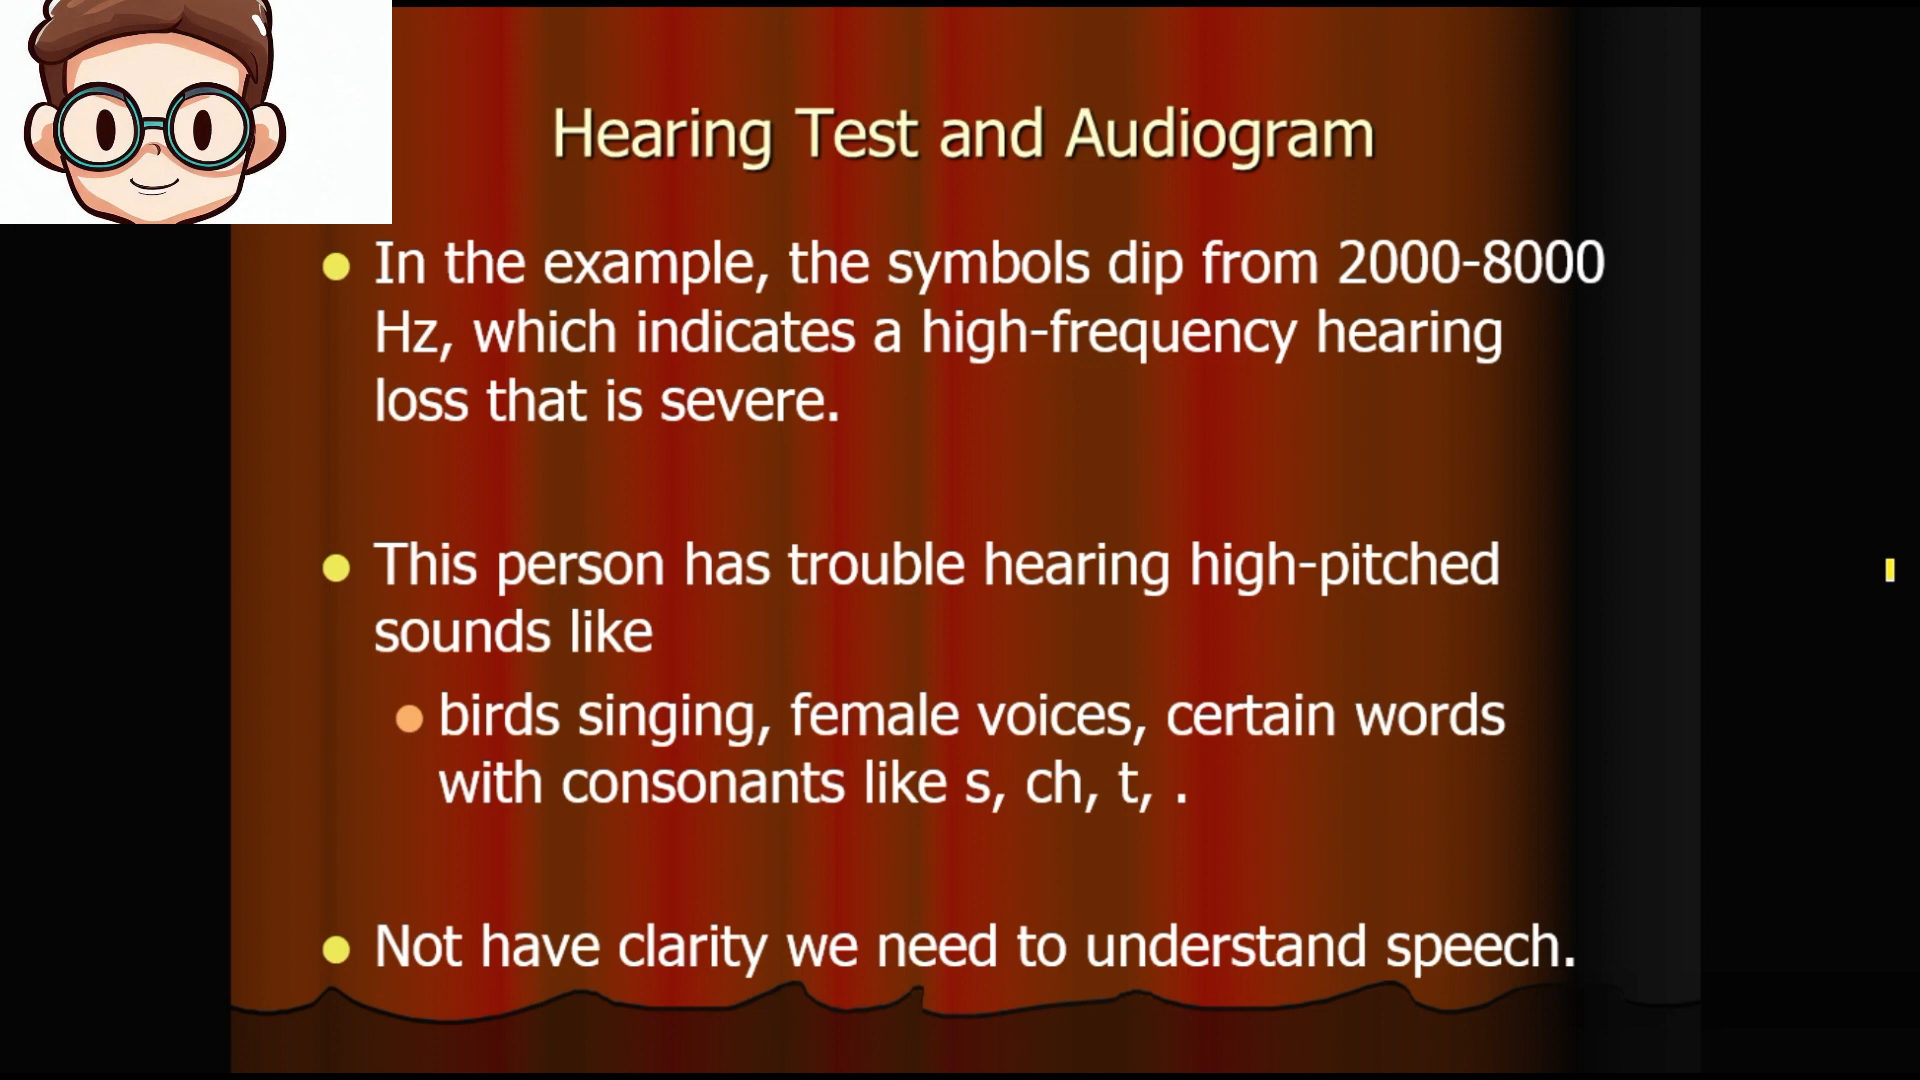 Hearing Test and Audiogram
In the example, the symbols dip from 2000-8000
Hz, which indicates a high-frequency hearing
loss that is severe.
This person has trouble hearing high-pitched
sounds like
birds singing, female voices, certain words
with consonants like s, ch, t, .
Not have clarity we need to understand speech.